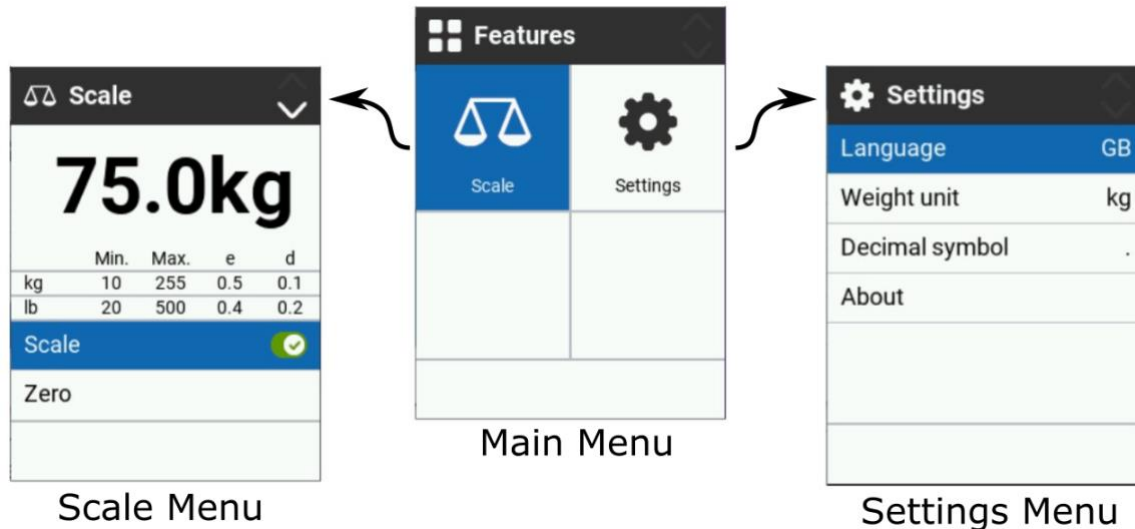 Scale
75.0kg
Min. Max. e d
kg 10 255 0.5 0.1
lb 20 500 0.4 0.2
Scale
Zero
Scale Menu
Features
Scale Settings
Main Menu
Settings
Language GB
Weight unit kg
Decimal symbol .
About
Settings Menu